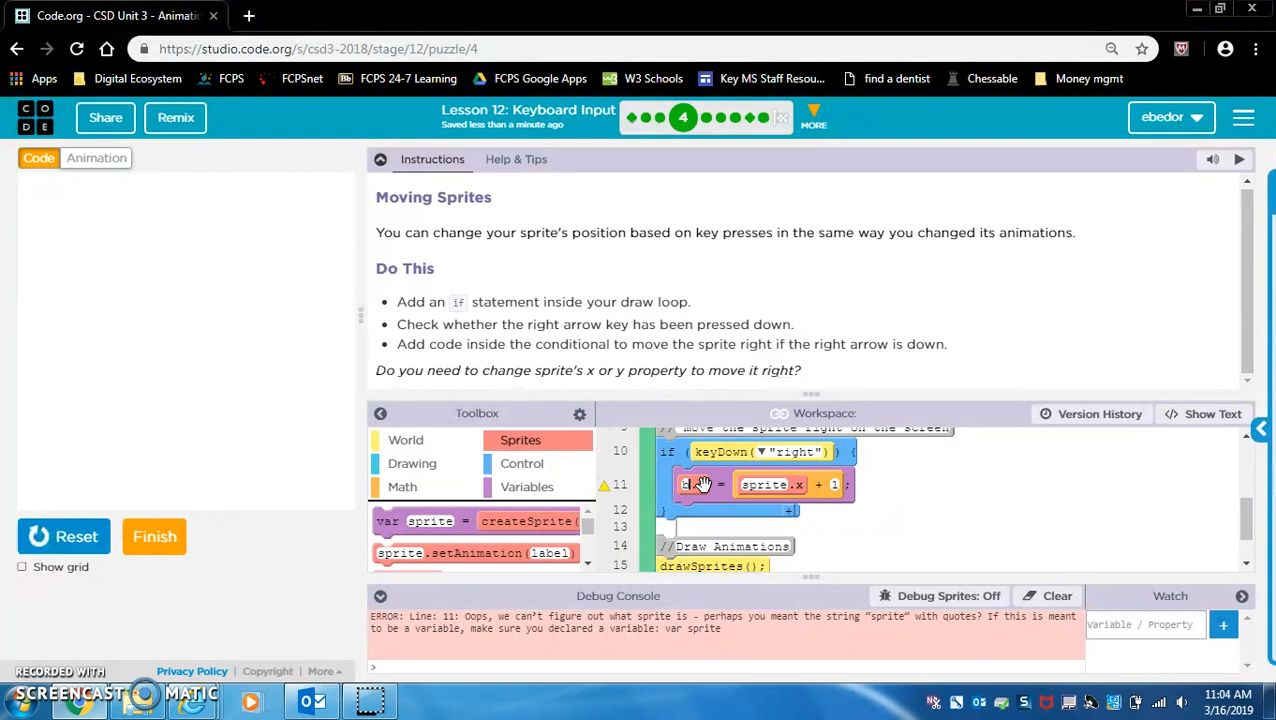 Code.org - CSD Unit 3 - Animatio
https://studio.code.org/s/csd3-2018/stage/12/puzzle/4
Apps Digital Ecosystem FCPS FCPSnet Bb FCPS 24-7 Learning FCPS Google Apps W3 Schools Key MS Staff Resou... find a dentist Chessable Money mgmt
C O
D E
Share Remix
Lesson 12: Keyboard Input
Saved less than a minute ago
4
MORE
ebedor
Code Animation
Instructions Help & Tips
Moving Sprites
You can change your sprite's position based on key presses in the same way you changed its animations.
Do This
Add an if statement inside your draw loop.
Check whether the right arrow key has been pressed down.
Add code inside the conditional to move the sprite right if the right arrow is down.
Do you need to change sprite's x or y property to move it right?
Toolbox
Workspace:
Version History
</> Show Text
World Sprites
Drawing Control
Math Variables
var sprite = createSprite(
sprite.setAnimation(label)
9 // move the sprite right on the screen
10 if (keyDown( "right") ) {
11 = sprite.x + 1;
12 } +
13
14 //Draw Animations
15 drawSprites();
Reset
Finish
Show grid
Debug Console
Debug Sprites: Off
Clear
Watch
ERROR: Line: 11: Oops, we can't figure out what sprite is - perhaps you meant the string "sprite" with quotes? If this is meant
to be a variable, make sure you declared a variable: var sprite
>
Variable / Property
+
Privacy Policy | Copyright | More
RECORDED WITH
SCREENCAST MATIC
11:04 AM
3/16/2019